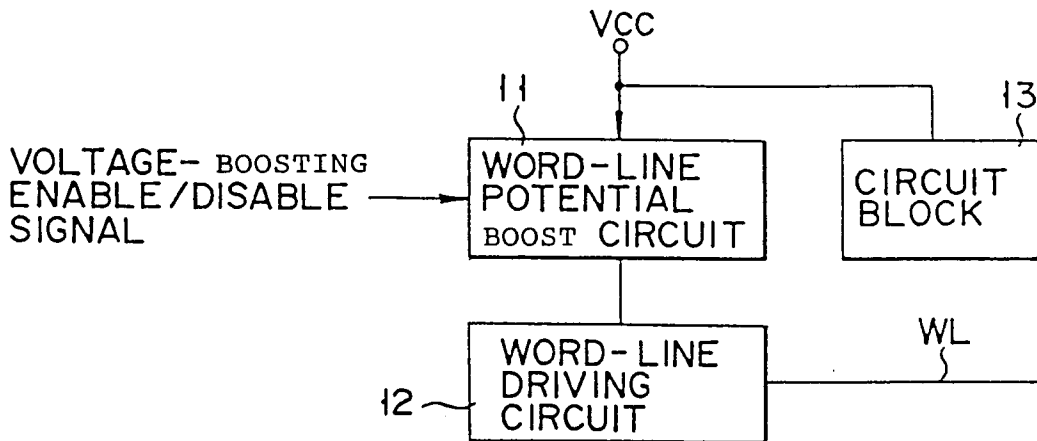 VCC
11
13
VOLTAGE- BOOSTING
ENABLE/DISABLE
SIGNAL
WORD-LINE
POTENTIAL
BOOST CIRCUIT
CIRCUIT
BLOCK
WL
12
WORD-LINE
DRIVING
CIRCUIT